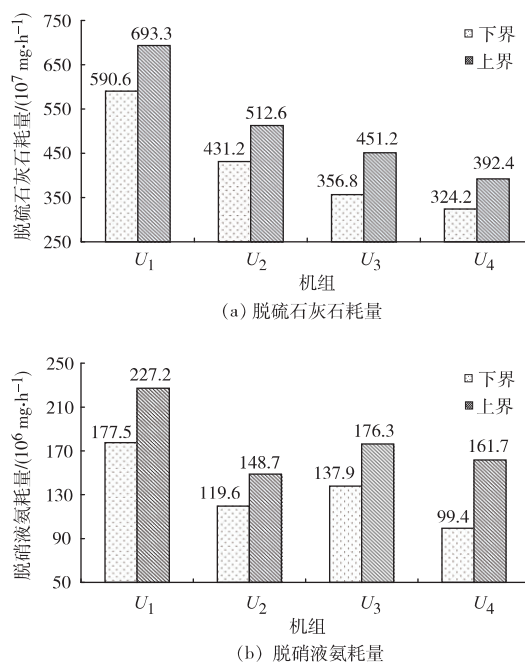 脱硫石灰石耗量/(10⁷ mg·h⁻¹)
750
650
550
450
350
250
下界
上界
590.6
693.3
431.2
512.6
356.8
451.2
324.2
392.4
U₁ U₂ U₃ U₄
机组
(a) 脱硫石灰石耗量
脱硝液氨耗量/(10⁶ mg·h⁻¹)
250
210
170
130
90
50
下界
上界
177.5
227.2
119.6
148.7
137.9
176.3
99.4
161.7
U₁ U₂ U₃ U₄
机组
(b) 脱硝液氨耗量